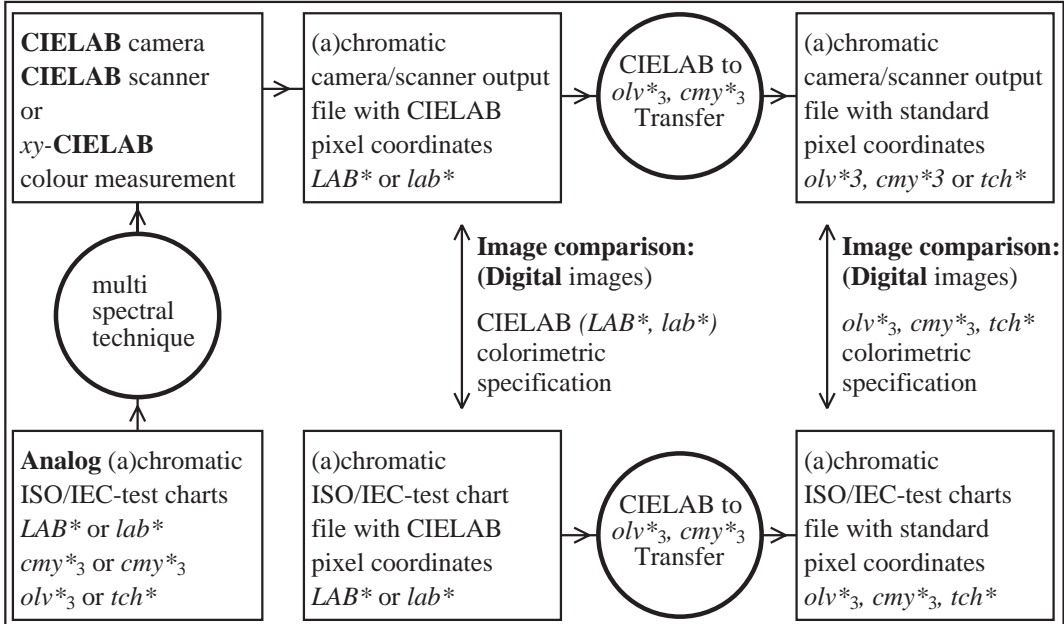 CIELAB camera
CIELAB scanner
or
xy-CIELAB
colour measurement
(a)chromatic
camera/scanner output
file with CIELAB
pixel coordinates
LAB* or lab*
CIELAB to
olv*3, cmy*3
Transfer
(a)chromatic
camera/scanner output
file with standard
pixel coordinates
olv*3, cmy*3 or tch*
multi
spectral
technique
Image comparison:
(Digital images)
CIELAB (LAB*, lab*)
colorimetric
specification
Image comparison:
(Digital images)
olv*3, cmy*3, tch*
colorimetric
specification
Analog (a)chromatic
ISO/IEC-test charts
LAB* or lab*
cmy*3 or cmy*3
olv*3 or tch*
(a)chromatic
ISO/IEC-test chart
file with CIELAB
pixel coordinates
LAB* or lab*
CIELAB to
olv*3, cmy*3
Transfer
(a)chromatic
ISO/IEC-test charts
file with standard
pixel coordinates
olv*3, cmy*3, tch*